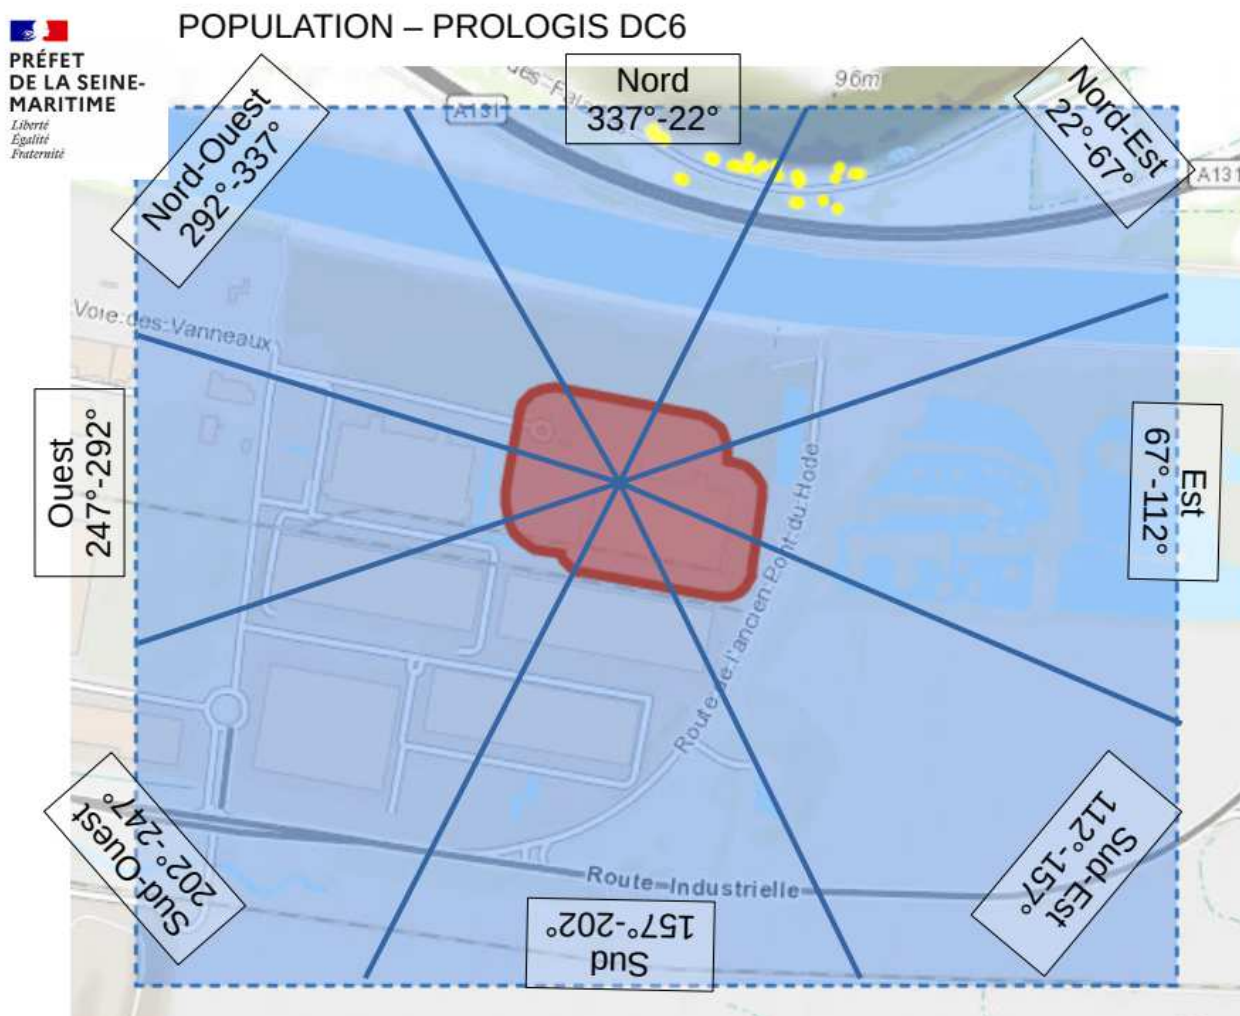 POPULATION – PROLOGIS DC6
PRÉFET
DE LA SEINE-
MARITIME
Liberté
Égalité
Fraternité
Nord-Ouest
292°-337°
A131
Nord
337°-22°
96m
Nord-Est
22°-67°
A131
Voie des Vanneaux
Ouest
247°-292°
Est
67°-112°
Route de l'ancien Pont du Hode
Sud-Ouest
202°-247°
Route Industrielle
Sud
157°-202°
Sud-Est
112°-157°